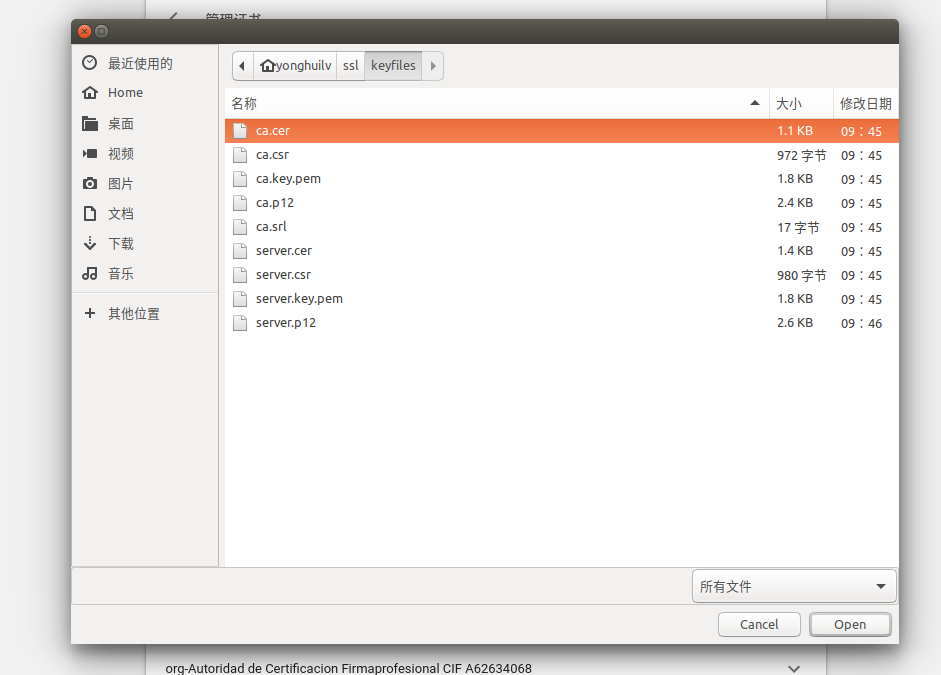 管理证书
最近使用的
Home
桌面
视频
图片
文档
下载
音乐
其他位置
yonghuilv ssl keyfiles
名称 大小 修改日期
ca.cer 1.1 KB 09：45
ca.csr 972 字节 09：45
ca.key.pem 1.8 KB 09：45
ca.p12 2.4 KB 09：45
ca.srl 17 字节 09：45
server.cer 1.4 KB 09：45
server.csr 980 字节 09：45
server.key.pem 1.8 KB 09：45
server.p12 2.6 KB 09：46
所有文件
Cancel Open
org-Autoridad de Certificacion Firmaprofesional CIF A62634068